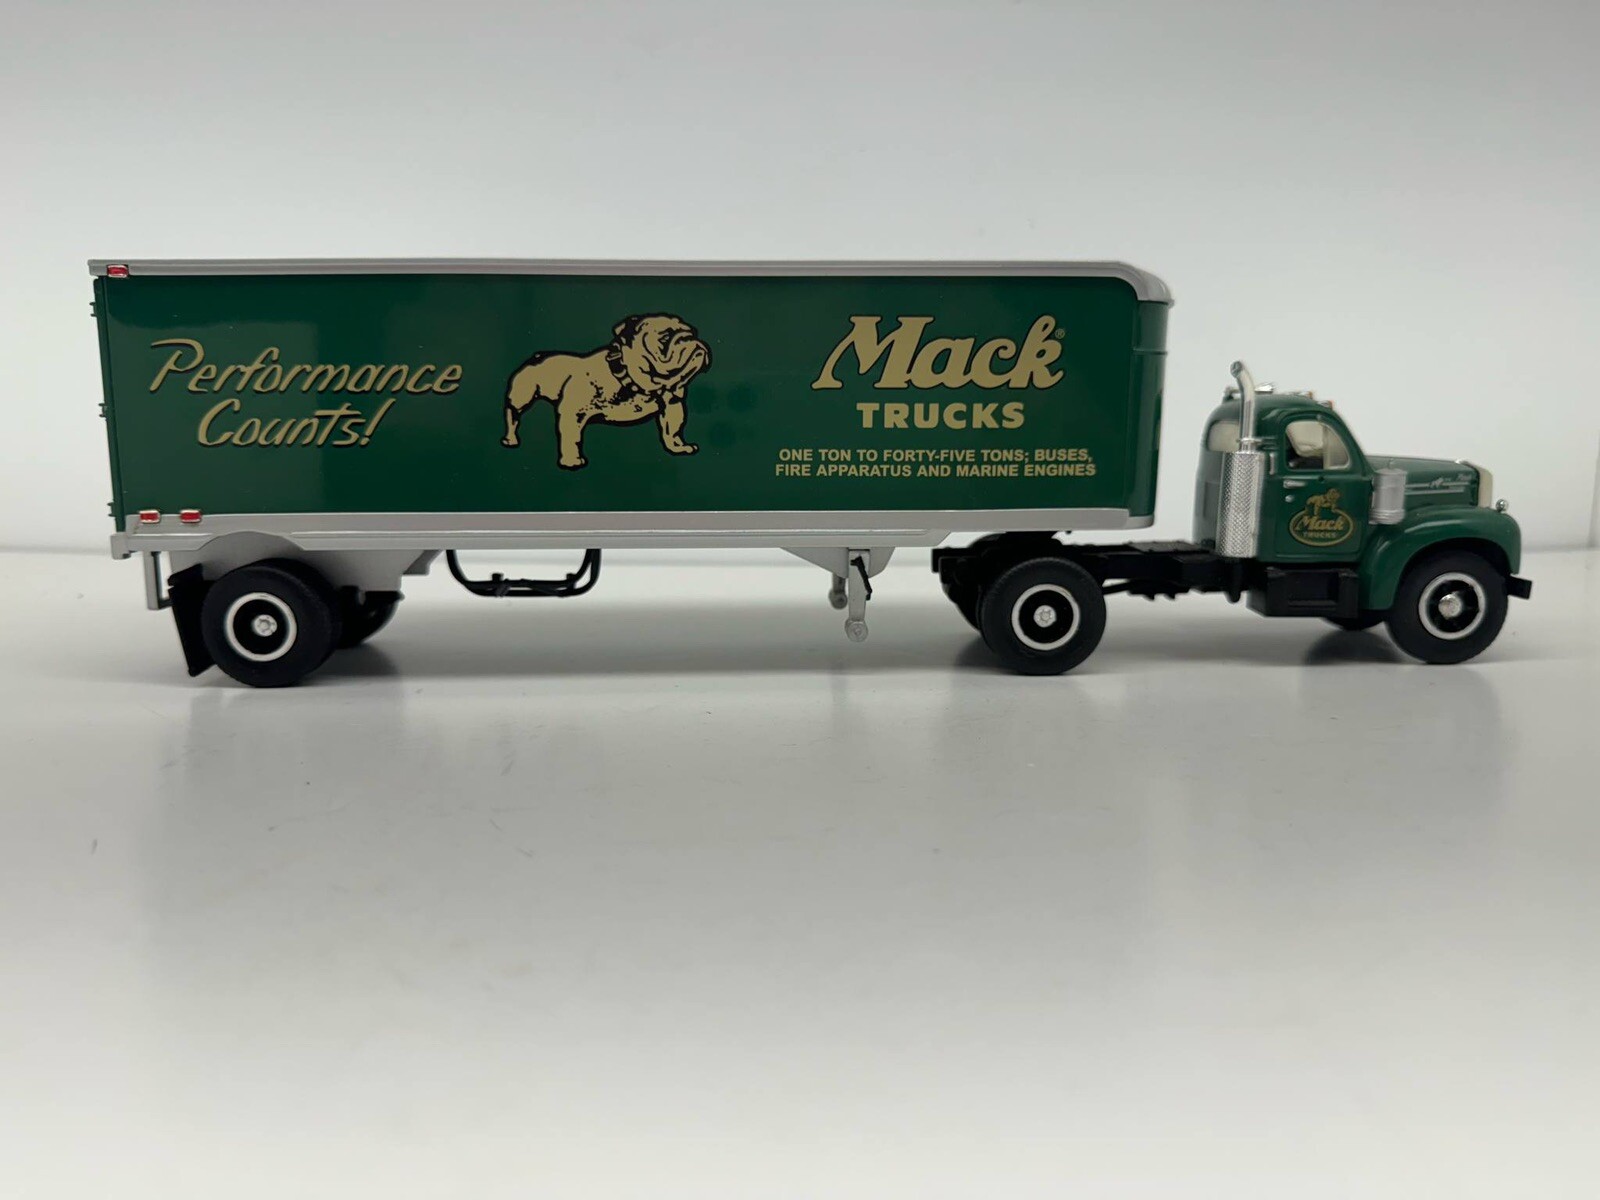 Performance
Counts!
Mack®
TRUCKS
ONE TON TO FORTY-FIVE TONS; BUSES,
FIRE APPARATUS AND MARINE ENGINES
Mack
TRUCKS